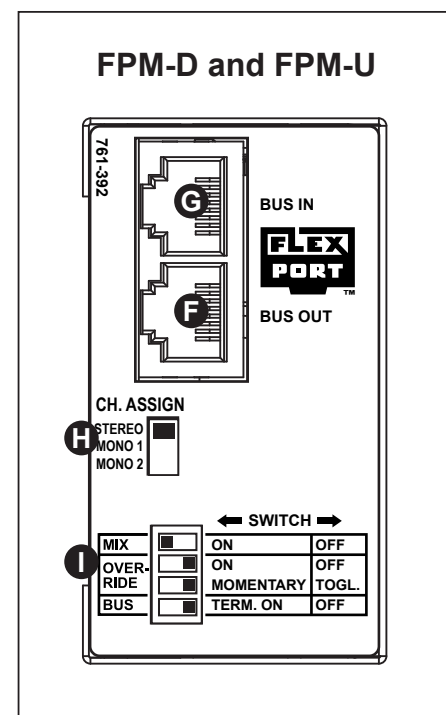 FPM-D and FPM-U
761-392
G
BUS IN
FLEX
PORT
™
F
BUS OUT
CH. ASSIGN
H
STEREO
MONO 1
MONO 2
⬅ SWITCH ➡
I
MIX ON OFF
OVER- ON OFF
RIDE MOMENTARY TOGL.
BUS TERM. ON OFF